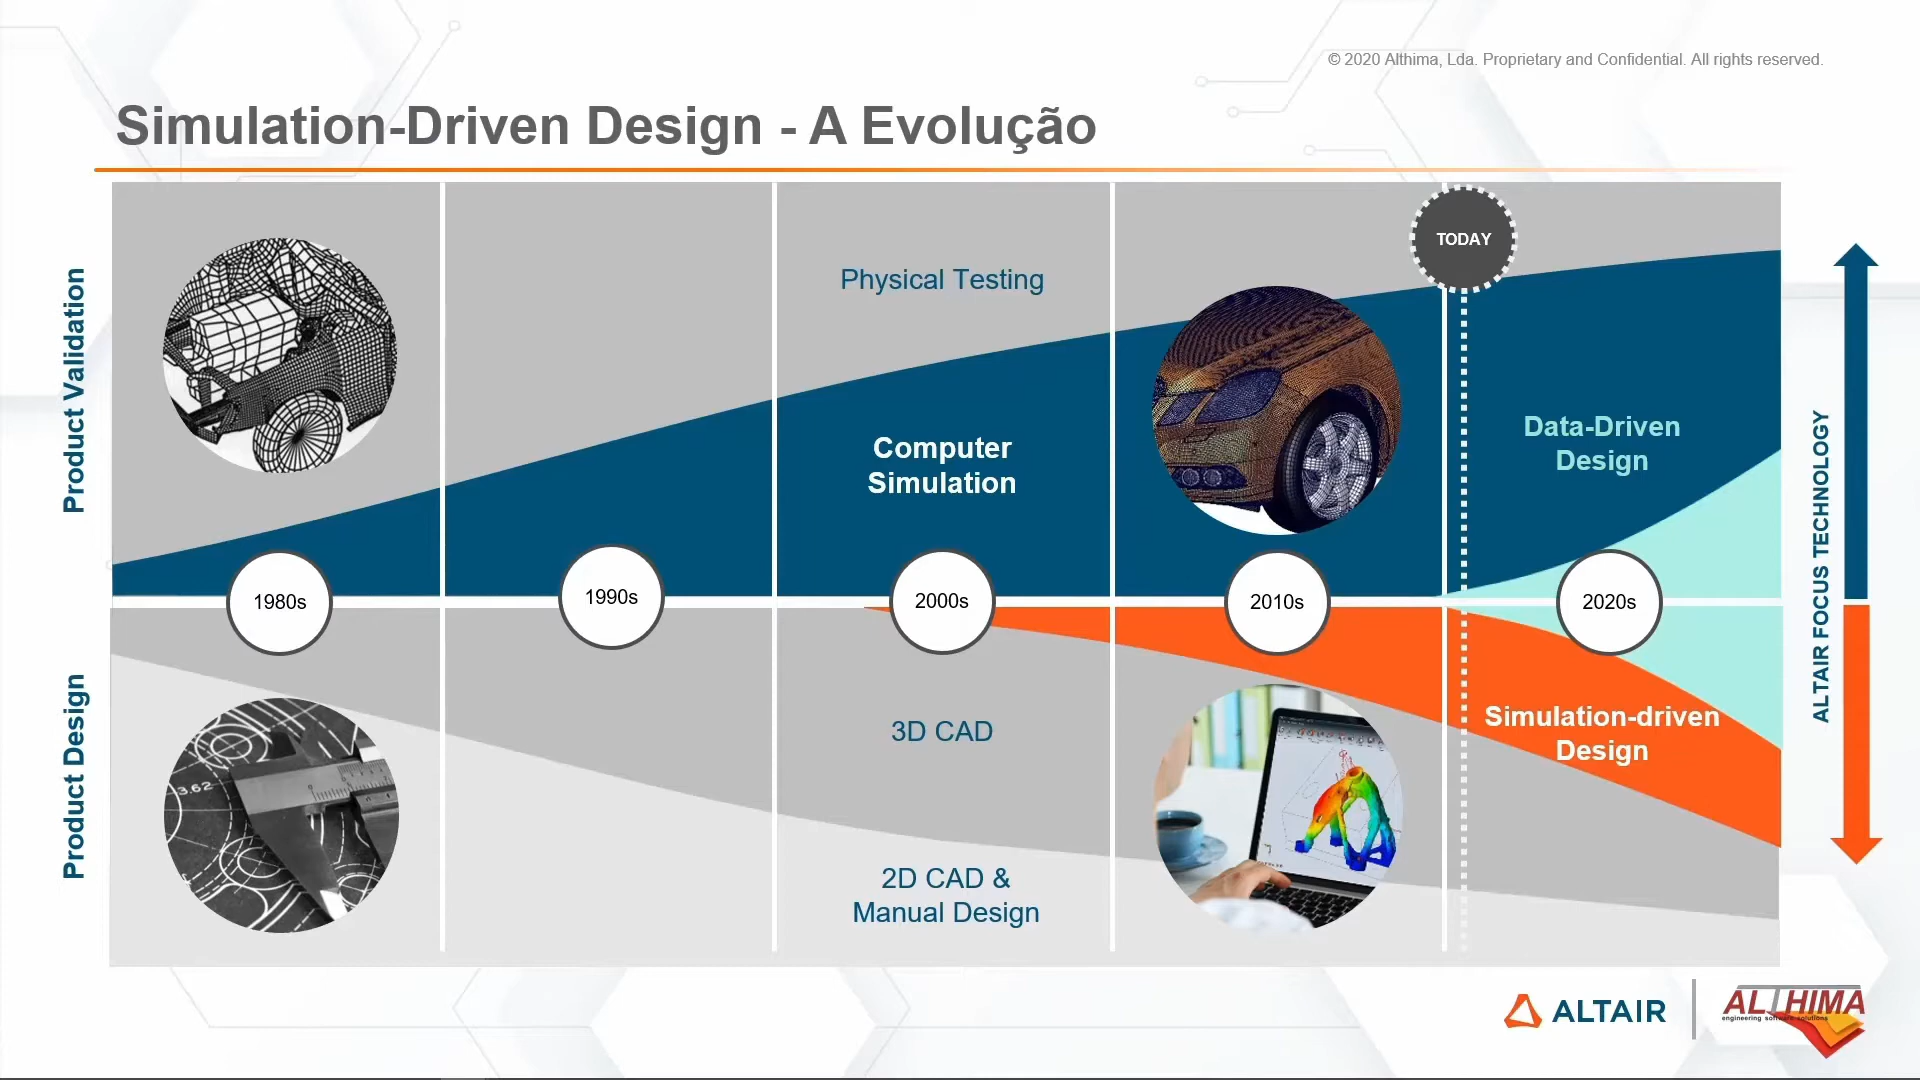 © 2020 Althima, Lda. Proprietary and Confidential. All rights reserved.
Simulation-Driven Design - A Evolução
TODAY
Product Validation
Physical Testing
Computer
Simulation
Data-Driven
Design
1980s
1990s
2000s
2010s
2020s
ALTAIR FOCUS TECHNOLOGY
Product Design
3.62
3D CAD
Simulation-driven
Design
2D CAD &
Manual Design
ALTAIR
ALTHIMA
engineering software solutions